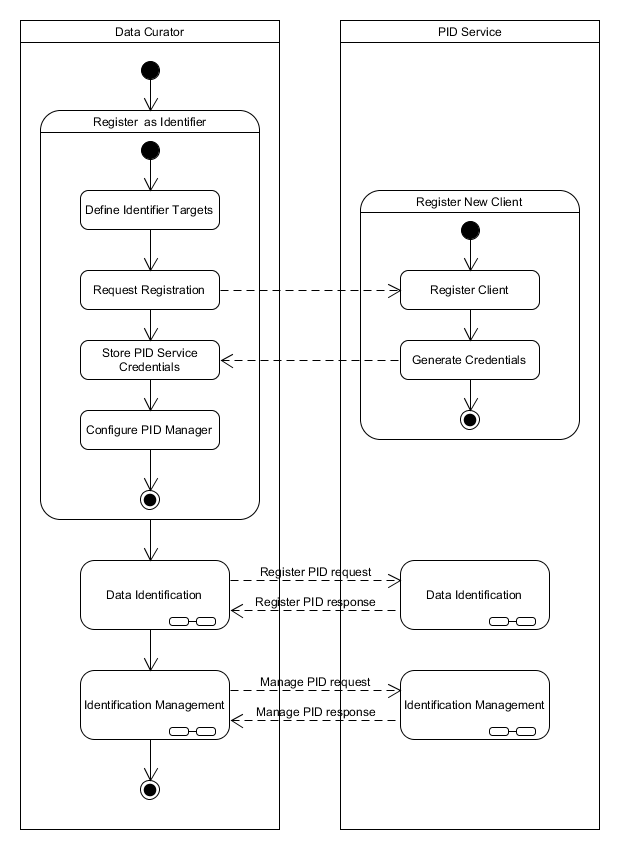 Data Curator
PID Service
Register as Identifier
Define Identifier Targets
Register New Client
Request Registration
Register Client
Store PID Service
Credentials
Generate Credentials
Configure PID Manager
Data Identification
Register PID request
Register PID response
Data Identification
Identification Management
Manage PID request
Manage PID response
Identification Management